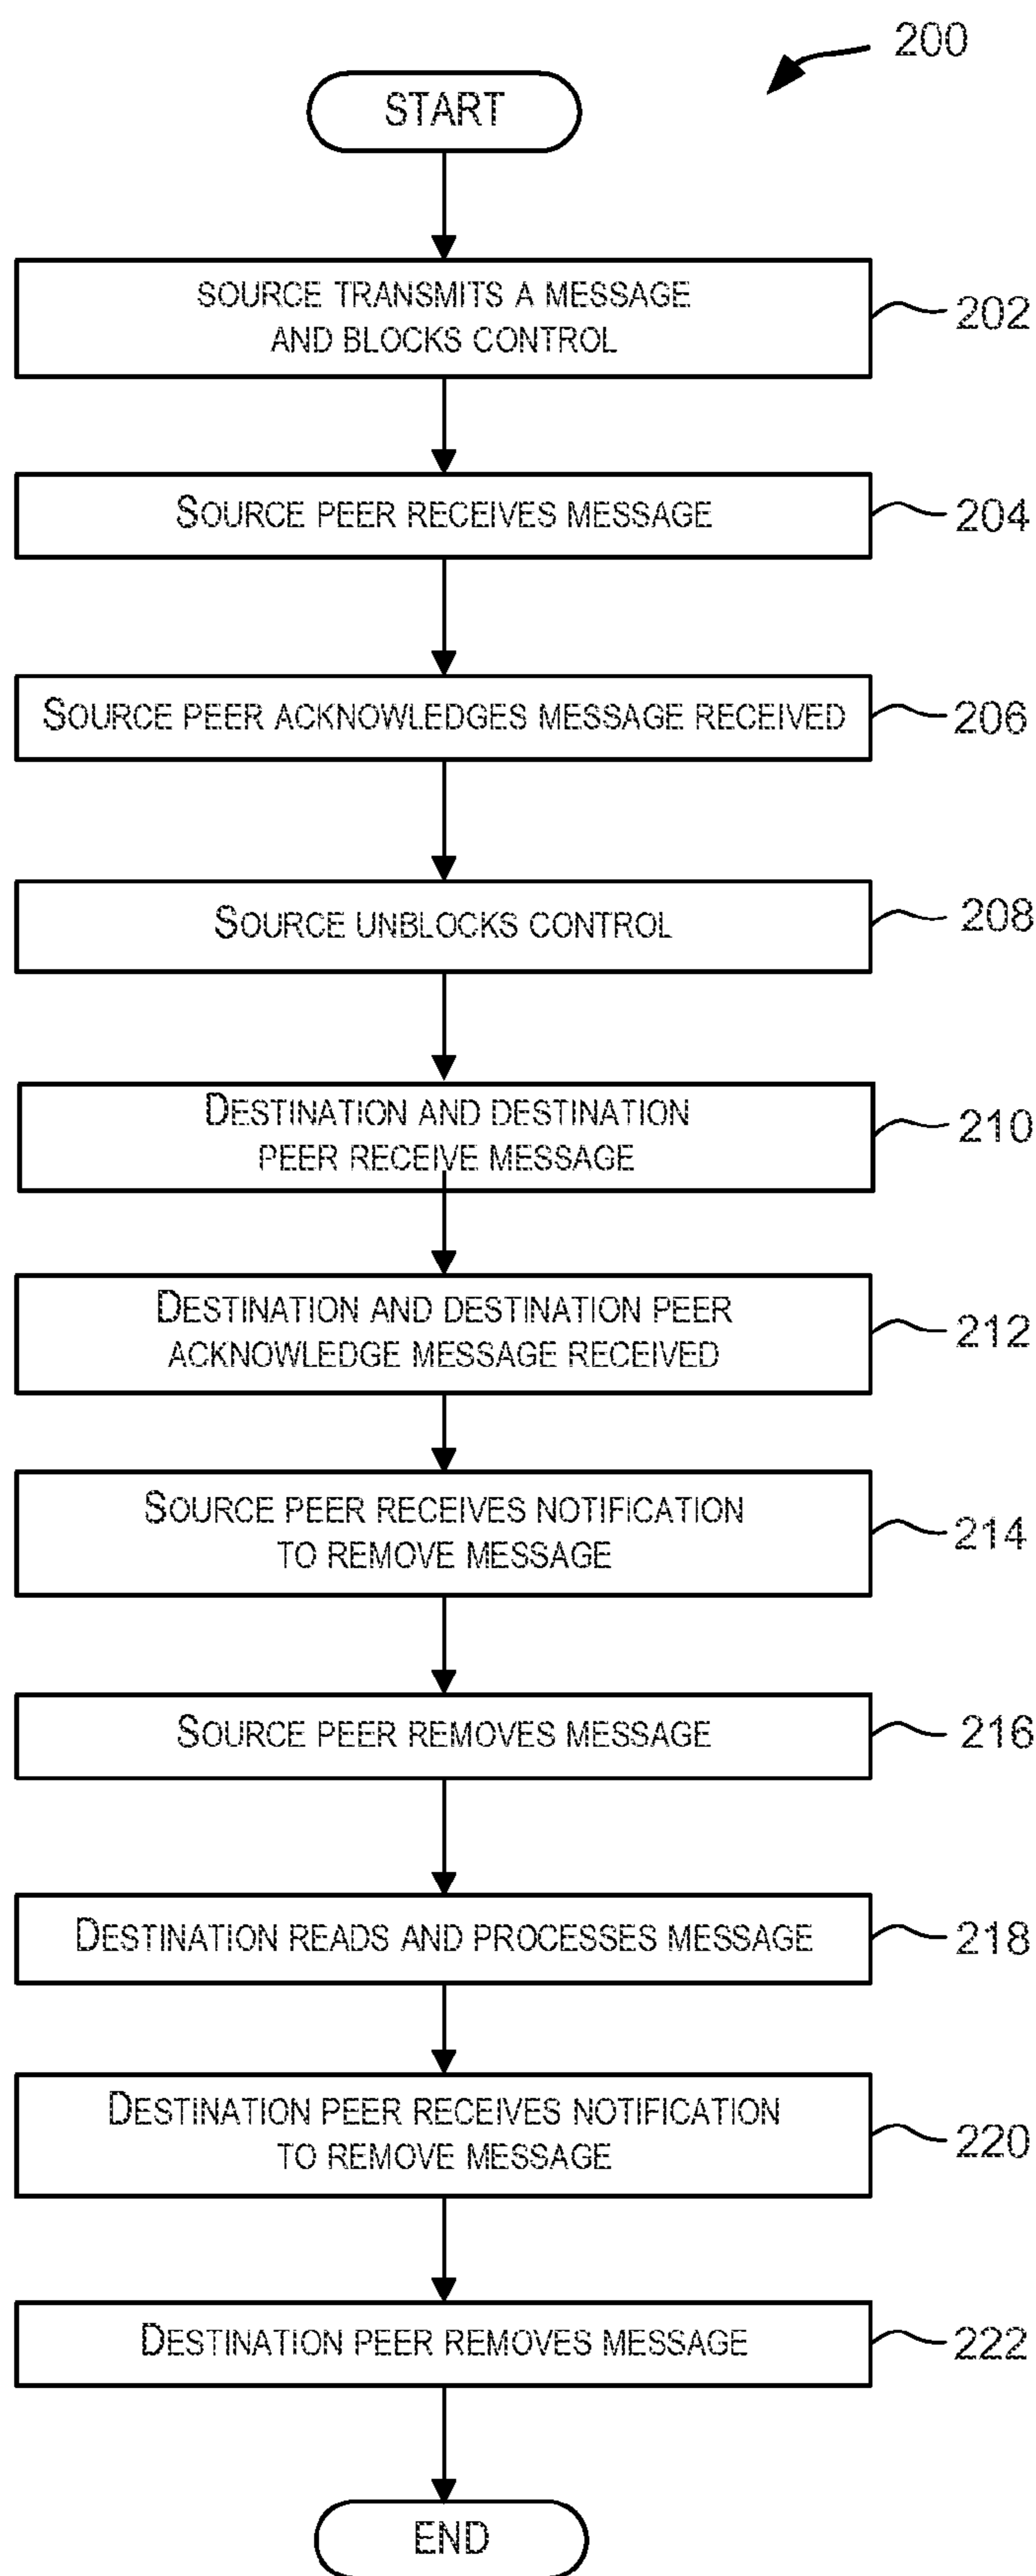 200
START
SOURCE TRANSMITS A MESSAGE
AND BLOCKS CONTROL
202
SOURCE PEER RECEIVES MESSAGE
204
SOURCE PEER ACKNOWLEDGES MESSAGE RECEIVED
206
SOURCE UNBLOCKS CONTROL
208
DESTINATION AND DESTINATION
PEER RECEIVE MESSAGE
210
DESTINATION AND DESTINATION PEER
ACKNOWLEDGE MESSAGE RECEIVED
212
SOURCE PEER RECEIVES NOTIFICATION
TO REMOVE MESSAGE
214
SOURCE PEER REMOVES MESSAGE
216
DESTINATION READS AND PROCESSES MESSAGE
218
DESTINATION PEER RECEIVES NOTIFICATION
TO REMOVE MESSAGE
220
DESTINATION PEER REMOVES MESSAGE
222
END